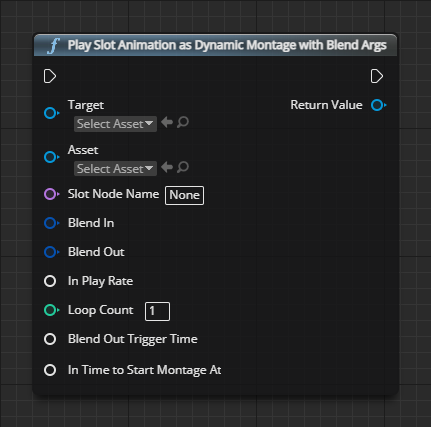 f Play Slot Animation as Dynamic Montage with Blend Args
Target Return Value
Select Asset
Asset
Select Asset
Slot Node Name None
Blend In
Blend Out
In Play Rate
Loop Count 1
Blend Out Trigger Time
In Time to Start Montage At